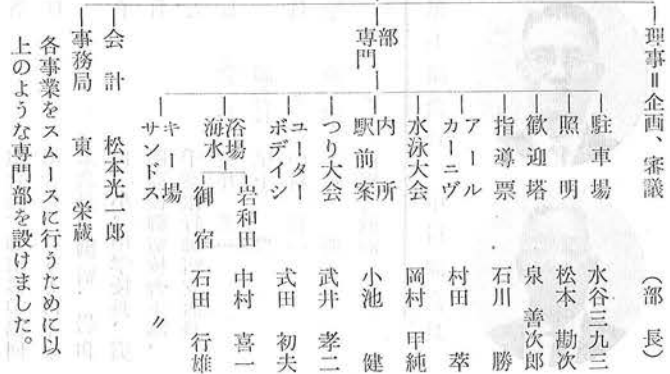 理事＝企画、審議
(部長)
専門部
駐車場 水谷三九三
照明 松本勘次
歓迎塔 泉善次郎
指導票 石川勝
アールカーニヴ 村田萃
水泳大会 岡村甲純
駅前案内所 小池健
つり大会 武井孝二
ユーターボデイシ 式田初夫
海水浴場
岩和田 中村喜一
御宿 石田行雄
サンドスキー場 〃
会計 松本光一郎
事務局 東栄蔵
各事業をスムースに行うために以
上のような専門部を設けました。